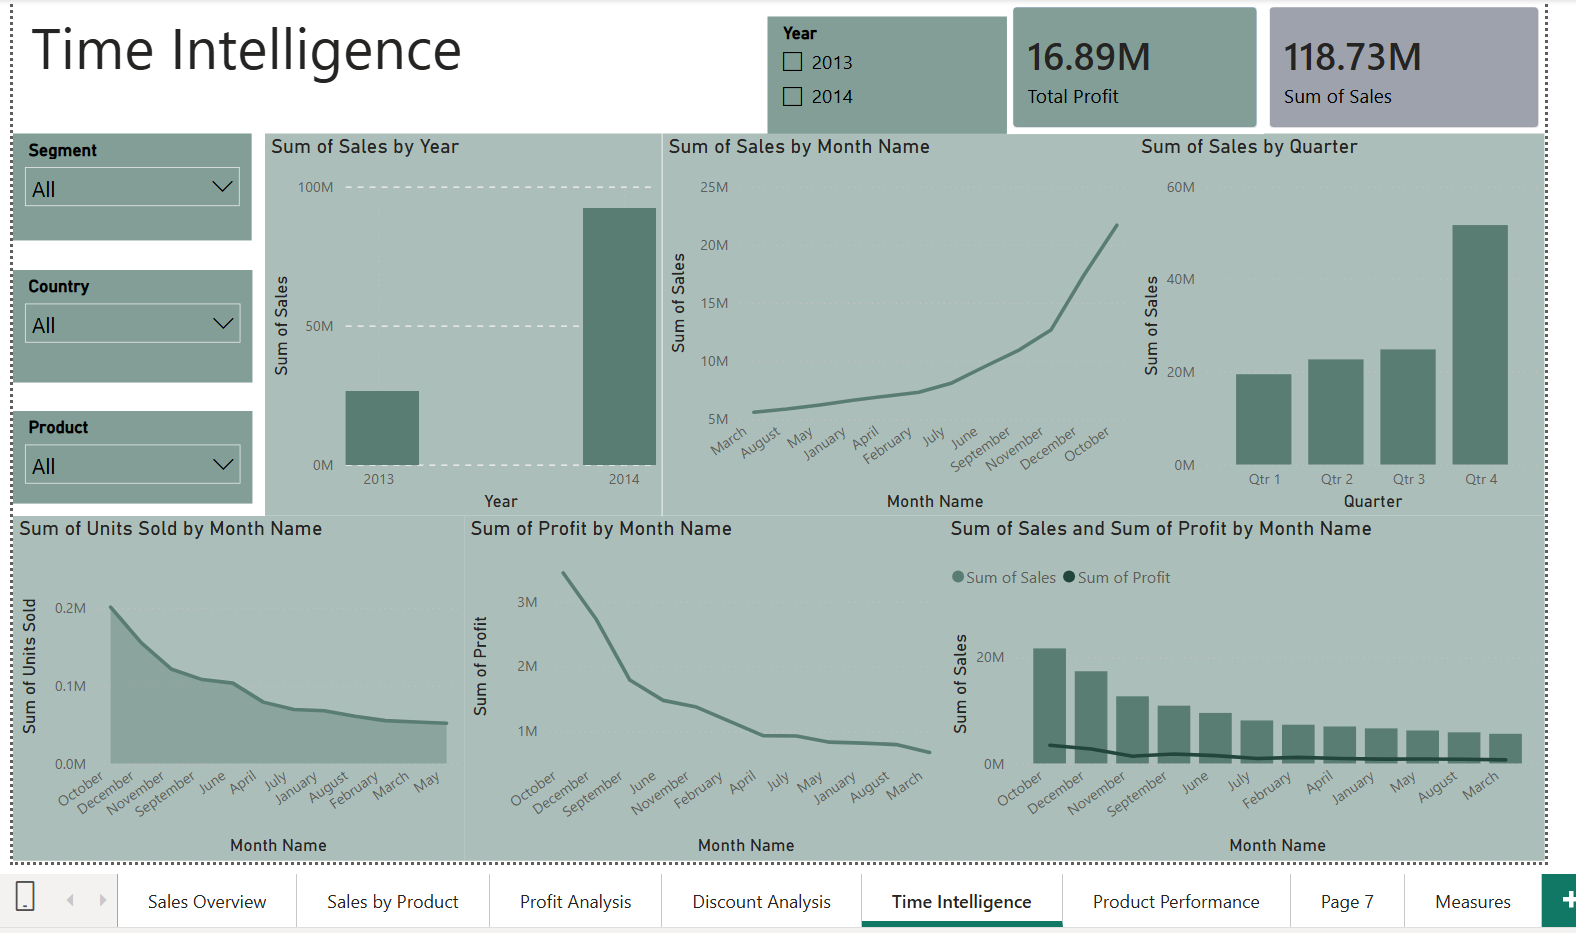 Time Intelligence
Year
2013
2014
16.89M
Total Profit
118.73M
Sum of Sales
Segment
All
Country
All
Product
All
Sum of Sales by Year
Sum of Sales
100M
50M
0M
2013
2014
Year
Sum of Sales by Month Name
Sum of Sales
25M
20M
15M
10M
5M
March
August
May
January
April
February
July
June
September
November
December
October
Month Name
Sum of Sales by Quarter
Sum of Sales
60M
40M
20M
0M
Qtr 1
Qtr 2
Qtr 3
Qtr 4
Quarter
Sum of Units Sold by Month Name
Sum of Units Sold
0.2M
0.1M
0.0M
October
December
November
September
June
April
July
January
August
February
March
May
Month Name
Sum of Profit by Month Name
Sum of Profit
3M
2M
1M
October
December
September
June
November
February
April
July
May
January
August
March
Month Name
Sum of Sales and Sum of Profit by Month Name
Sum of Sales
Sum of Profit
Sum of Sales
20M
0M
October
December
November
September
June
July
February
April
January
May
August
March
Month Name
Sales Overview
Sales by Product
Profit Analysis
Discount Analysis
Time Intelligence
Product Performance
Page 7
Measures